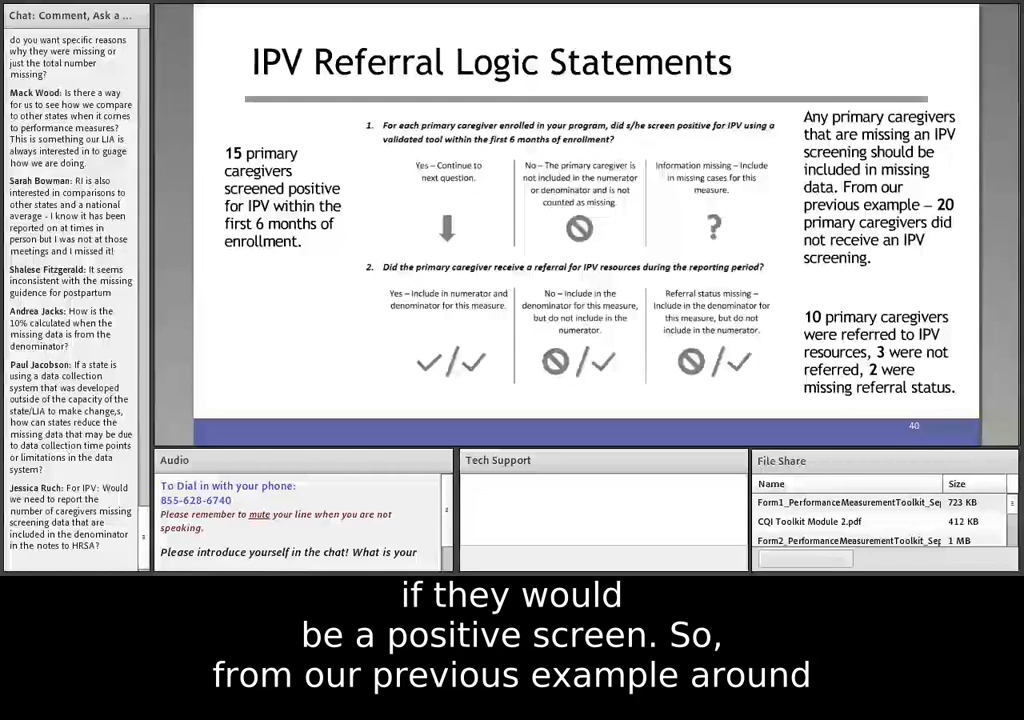 Chat: Comment, Ask a ...
do you want specific reasons
why they were missing or
just the total number
missing?
Mack Wood: Is there a way
for us to see how we compare
to other states when it comes
to performance measures?
This is something our LIA is
always interested in to guage
how we are doing.
Sarah Bowman: RI is also
interested in comparisons to
other states and a national
average - I know it has been
reported on at times in
person but I was not at those
meetings and I missed it!
Shalese Fitzgerald: It seems
inconsistent with the missing
guidence for postpartum
Andrea Jacks: How is the
10% calculated when the
missing data is from the
denominator?
Paul Jacobson: If a state is
using a data collection
system that was developed
outside of the capacity of the
state/LIA to make change,s,
how can states reduce the
missing data that may be due
to data collection time points
or limitations in the data
system?
Jessica Ruch: For IPV: Would
we need to report the
number of caregivers missing
screening data that are
included in the denominator
in the notes to HRSA?
IPV Referral Logic Statements
15 primary
caregivers
screened positive
for IPV within the
first 6 months of
enrollment.
1. For each primary caregiver enrolled in your program, did s/he screen positive for IPV using a
validated tool within the first 6 months of enrollment?
Yes – Continue to
next question.
No – The primary caregiver is
not included in the numerator
or denominator and is not
counted as missing.
Information missing – Include
in missing cases for this
measure.
?
2. Did the primary caregiver receive a referral for IPV resources during the reporting period?
Yes – Include in numerator and
denominator for this measure.
No – Include in the
denominator for this measure,
but do not include in the
numerator.
Referral status missing –
Include in the denominator for
this measure, but do not
include in the numerator.
Any primary caregivers
that are missing an IPV
screening should be
included in missing
data. From our
previous example – 20
primary caregivers did
not receive an IPV
screening.
10 primary caregivers
were referred to IPV
resources, 3 were not
referred, 2 were
missing referral status.
40
Audio
To Dial in with your phone:
855-628-6740
Please remember to mute your line when you are not
speaking.
Please introduce yourself in the chat! What is your
Tech Support
File Share
Name Size
Form1_PerformanceMeasurementToolkit_Sep 723 KB
CQI Toolkit Module 2.pdf 412 KB
Form2_PerformanceMeasurementToolkit_Sep 1 MB
if they would
be a positive screen. So,
from our previous example around